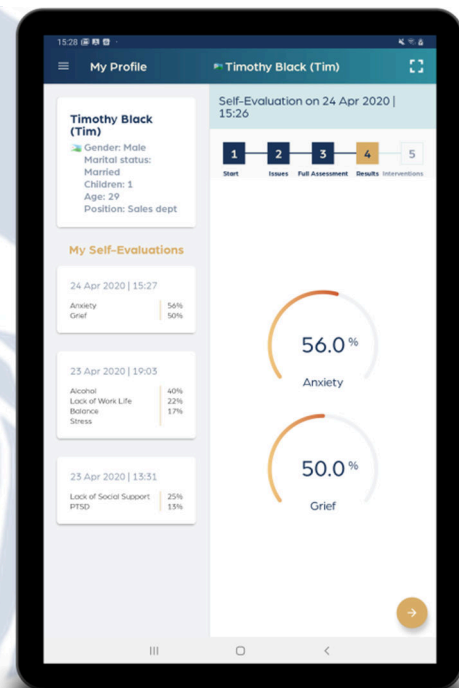 15:28
My Profile
Timothy Black (Tim)
Timothy Black
(Tim)
Gender: Male
Marital status:
Married
Children: 1
Age: 29
Position: Sales dept
My Self-Evaluations
24 Apr 2020 | 15:27
Anxiety 56%
Grief 50%
23 Apr 2020 | 19:03
Alcohol 40%
Lack of Work Life 22%
Balance 17%
Stress
23 Apr 2020 | 13:31
Lack of Social Support 25%
PTSD 13%
Self-Evaluation on 24 Apr 2020 |
15:26
1 2 3 4 5
Start Issues Full Assessment Results Interventions
56.0 %
Anxiety
50.0 %
Grief